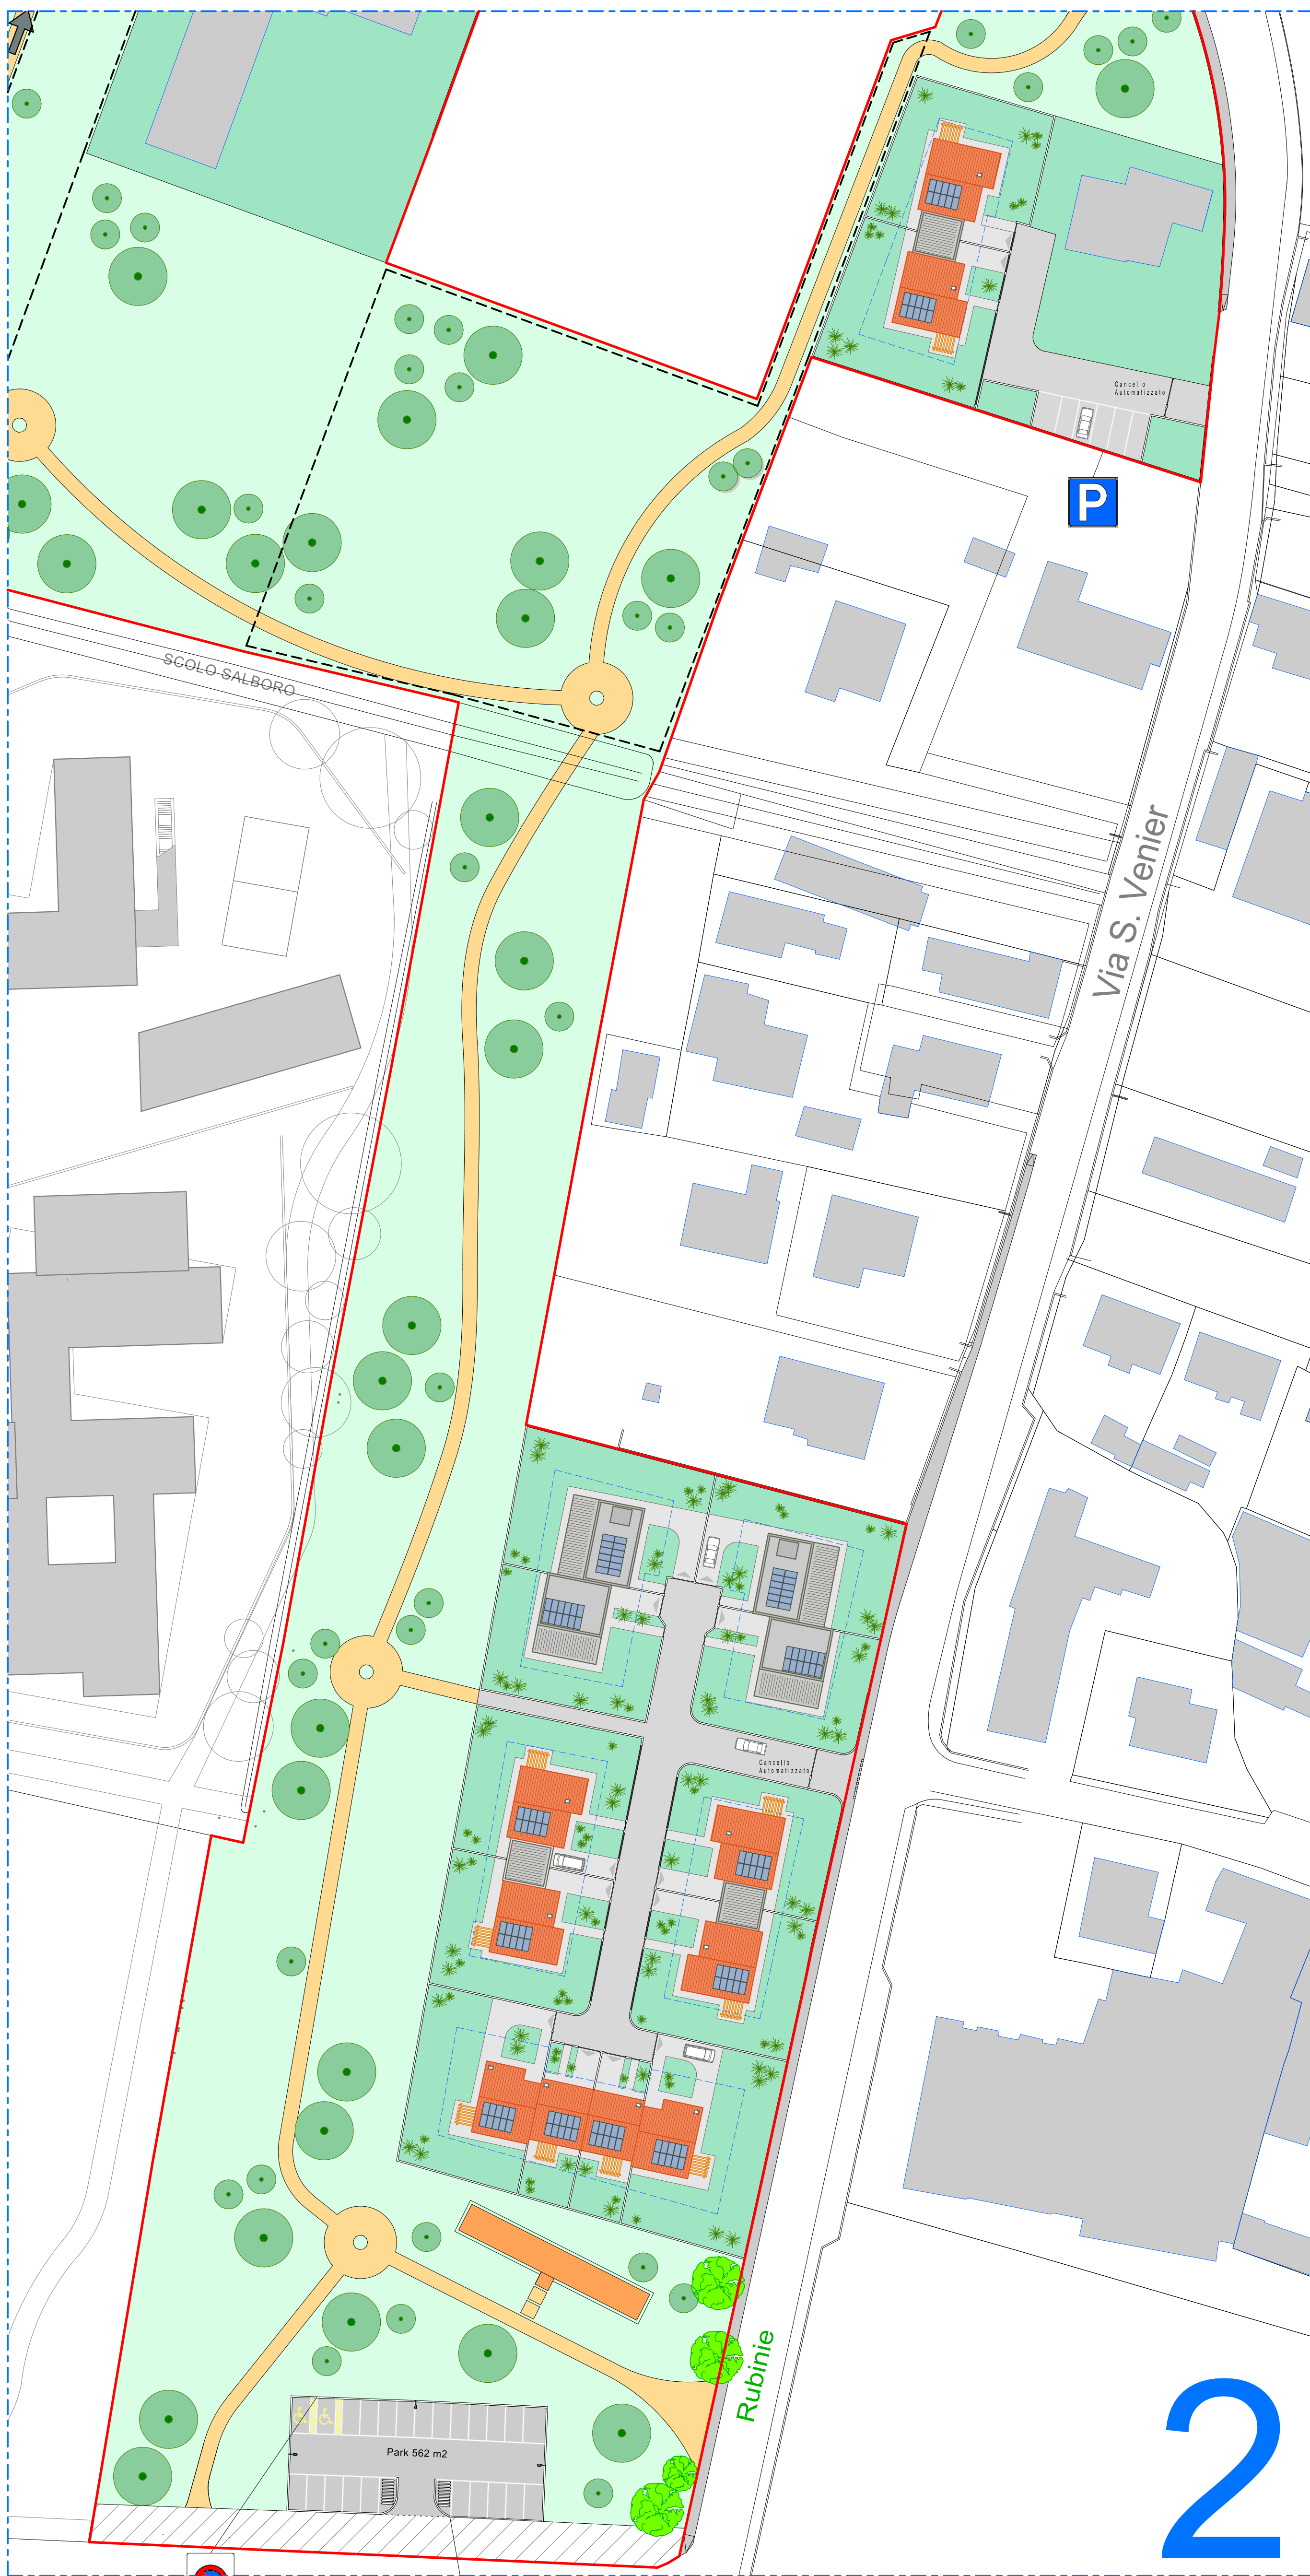 Cancello
Automatizzato
P
SCOLO SALBORO
Via S. Venier
Cancello
Automatizzato
Rubinie
Park 562 m2
2